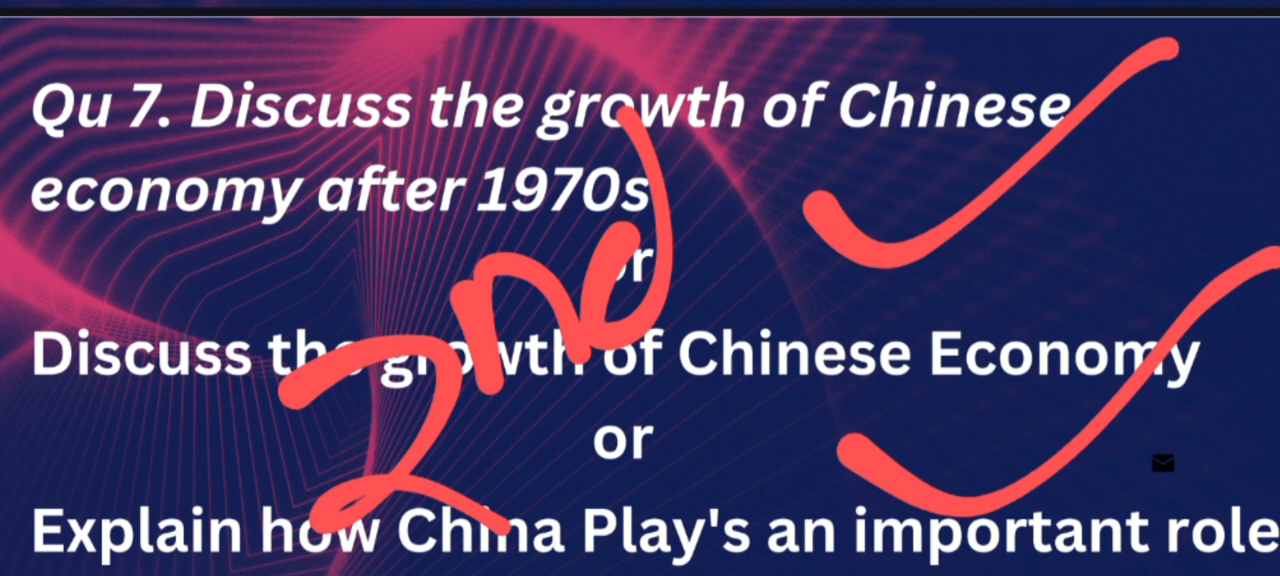 Qu 7. Discuss the growth of Chinese
economy after 1970s
or
Discuss the growth of Chinese Economy
or
Explain how China Play's an important role
2nd